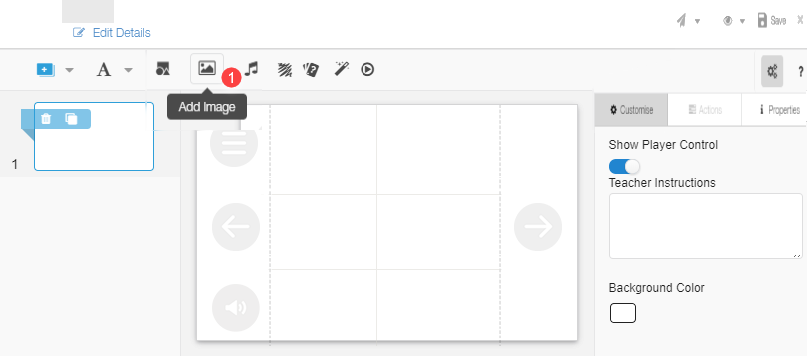 Edit Details
Save X
A
1
?
Add Image
Customise Actions i Properties
1
Show Player Control
Teacher Instructions
Background Color